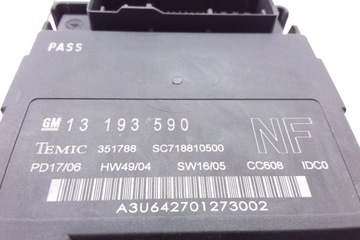 PASS
GM 13 193 590
TEMIC 351788 SC718810500
NF
PD17/06 HW49/04 SW16/05 CC608 IDC0
A3U642701273002